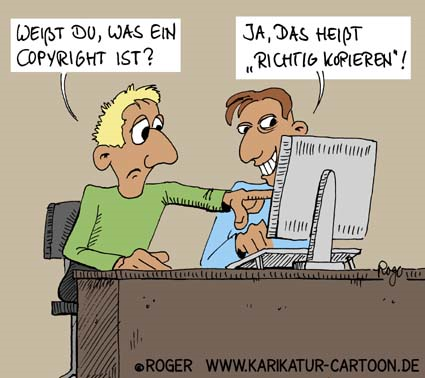 WEIßT DU, WAS EIN
COPYRIGHT IST?
JA, DAS HEIßT
„RICHTIG KOPIEREN“!
Roger
©ROGER WWW.KARIKATUR-CARTOON.DE